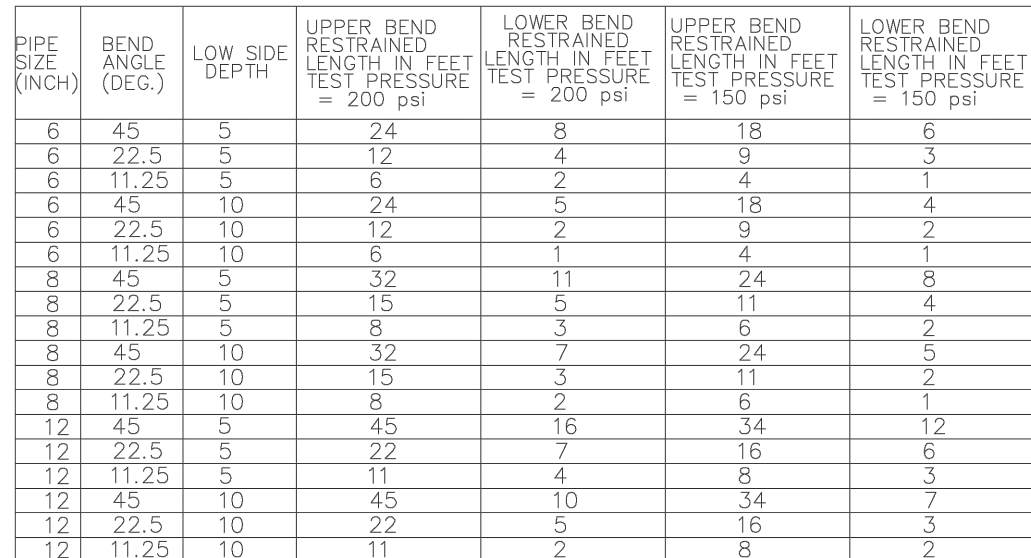 PIPE SIZE (INCH) BEND ANGLE (DEG.) LOW SIDE DEPTH UPPER BEND RESTRAINED LENGTH IN FEET TEST PRESSURE = 200 psi LOWER BEND RESTRAINED LENGTH IN FEET TEST PRESSURE = 200 psi UPPER BEND RESTRAINED LENGTH IN FEET TEST PRESSURE = 150 psi LOWER BEND RESTRAINED LENGTH IN FEET TEST PRESSURE = 150 psi
6 45 5 24 8 18 6
6 22.5 5 12 4 9 3
6 11.25 5 6 2 4 1
6 45 10 24 5 18 4
6 22.5 10 12 2 9 2
6 11.25 10 6 1 4 1
8 45 5 32 11 24 8
8 22.5 5 15 5 11 4
8 11.25 5 8 3 6 2
8 45 10 32 7 24 5
8 22.5 10 15 3 11 2
8 11.25 10 8 2 6 1
12 45 5 45 16 34 12
12 22.5 5 22 7 16 6
12 11.25 5 11 4 8 3
12 45 10 45 10 34 7
12 22.5 10 22 5 16 3
12 11.25 10 11 2 8 2